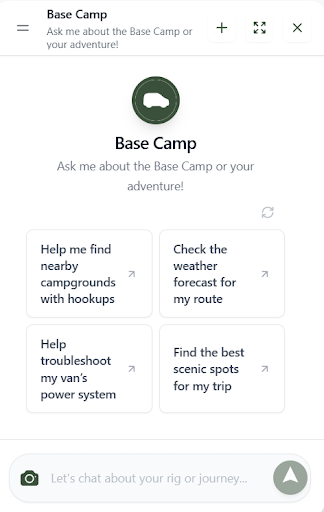 Base Camp
Ask me about the Base Camp or
your adventure!
Base Camp
Ask me about the Base Camp or your
adventure!
Help me find
nearby
campgrounds
with hookups
Check the
weather
forecast for
my route
Help
troubleshoot
my van's
power system
Find the best
scenic spots
for my trip
Let's chat about your rig or journey...